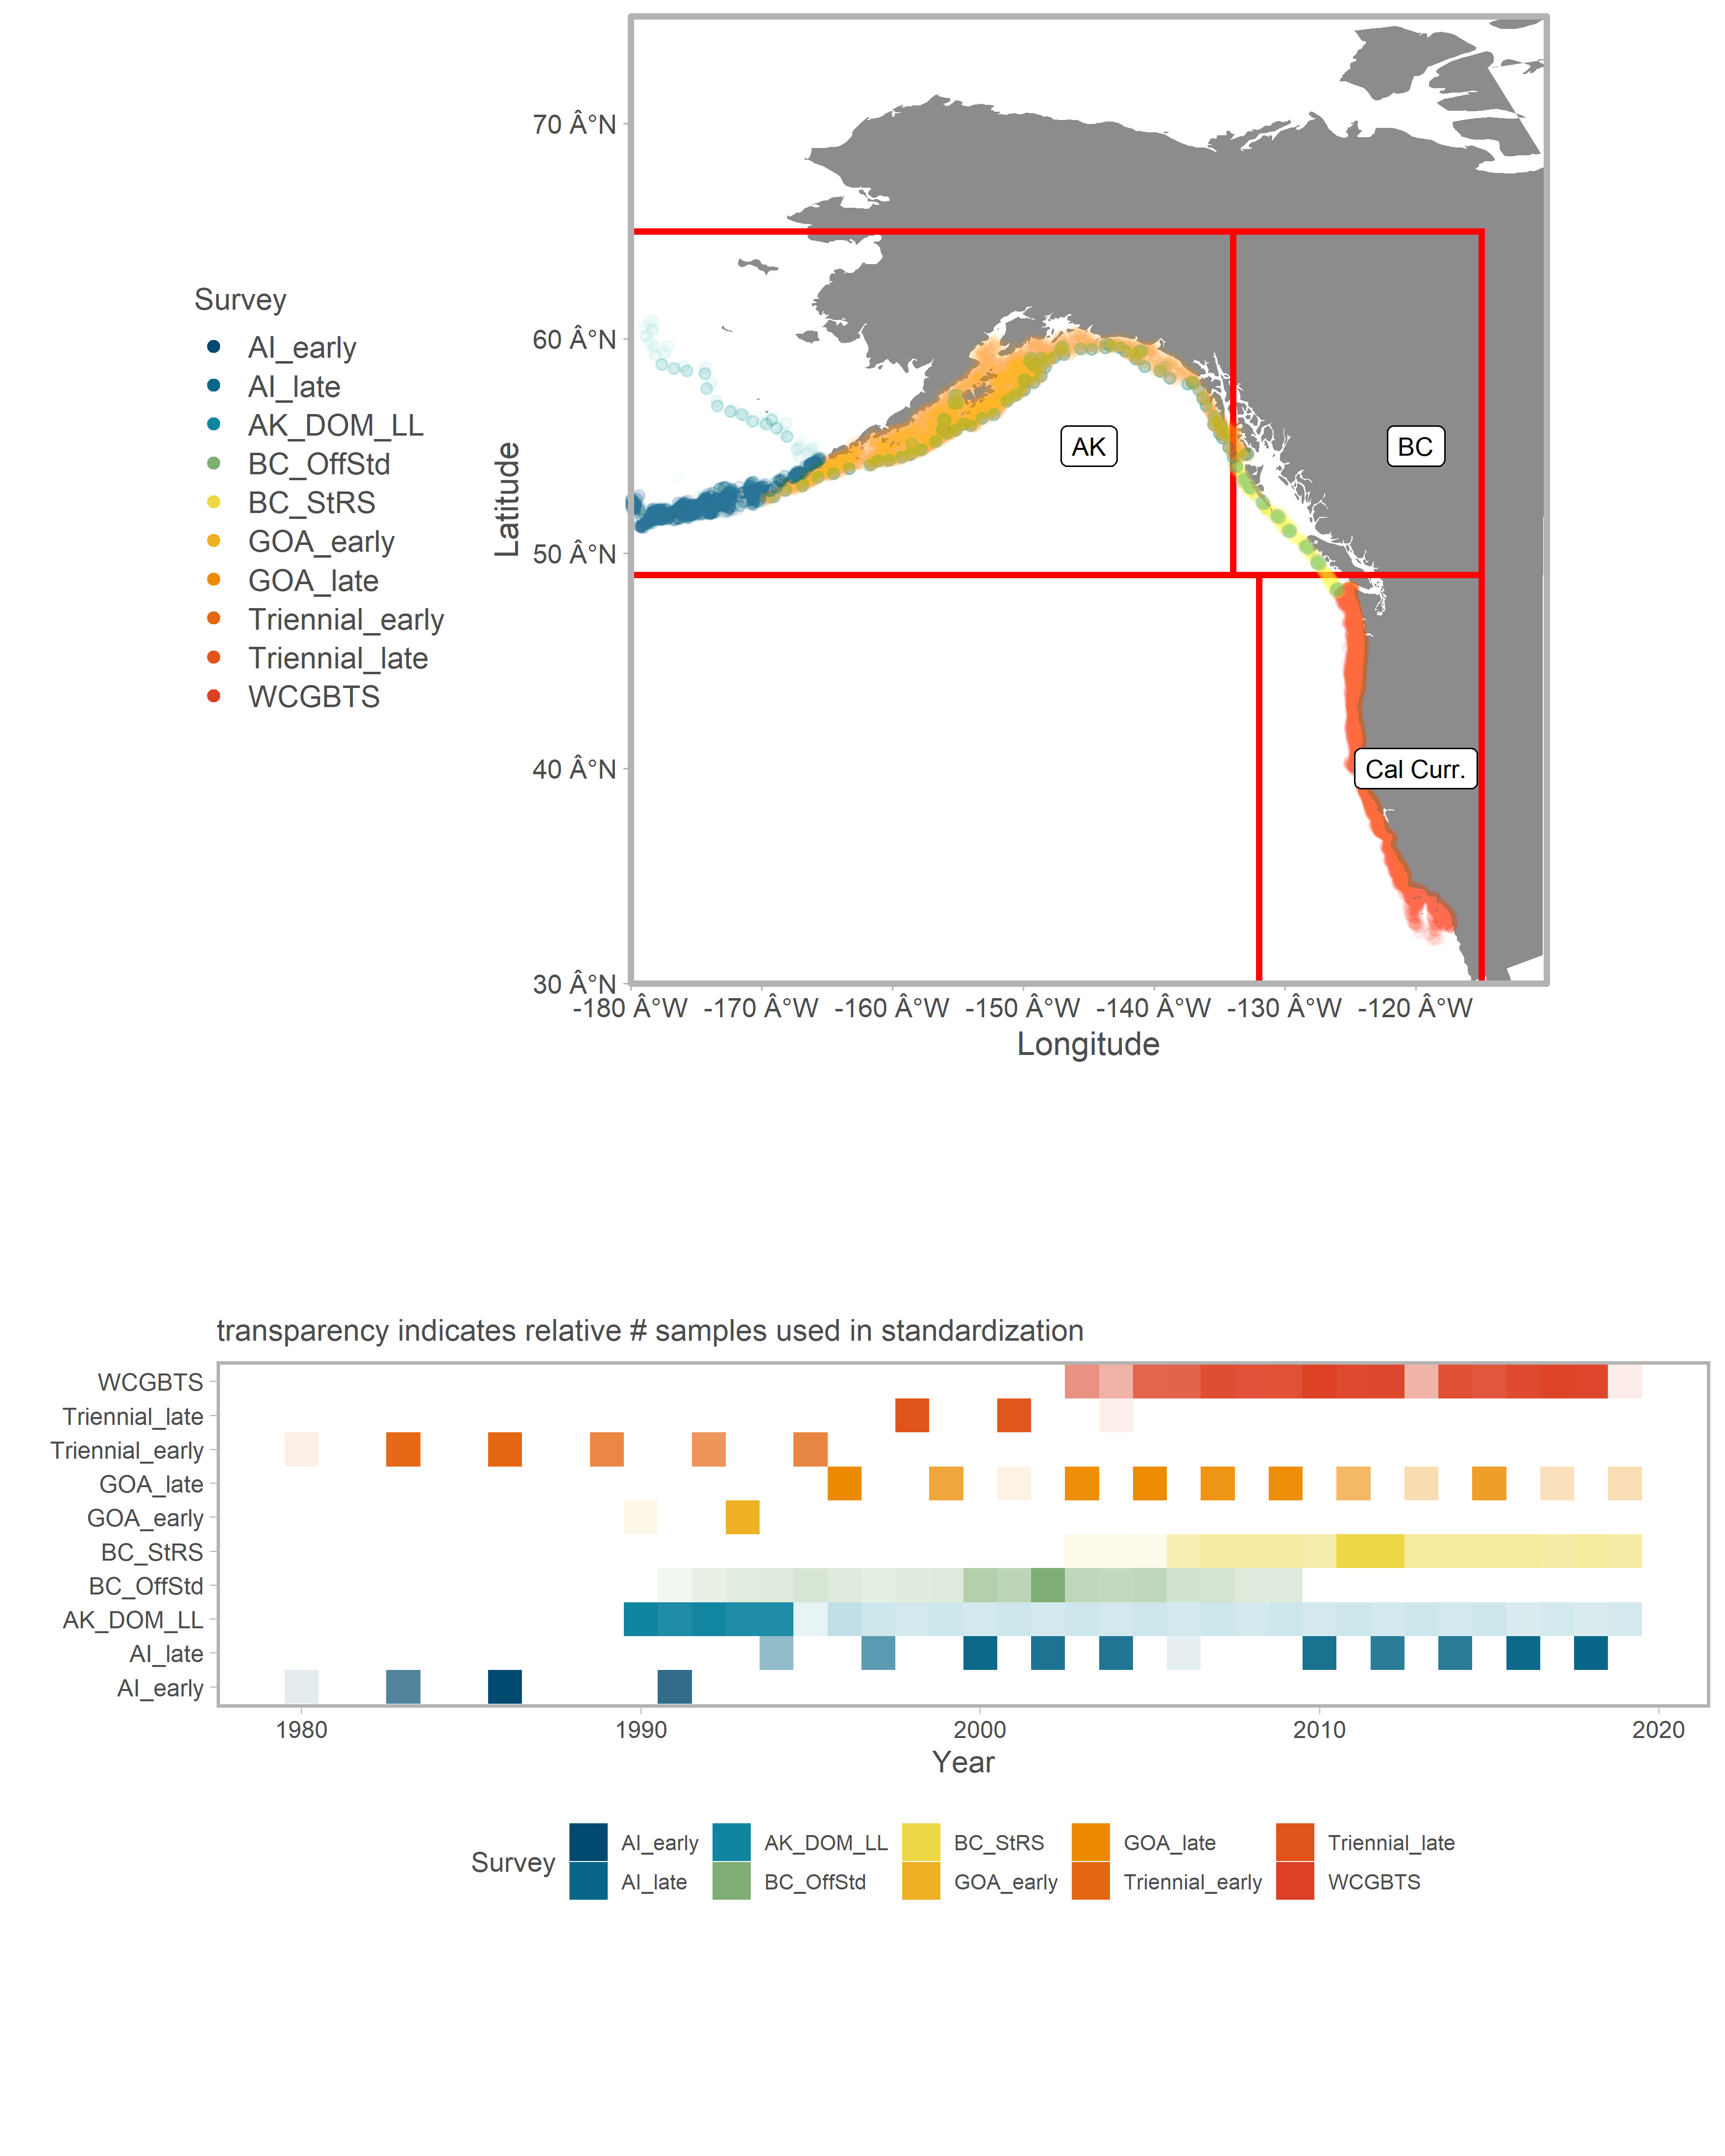 Survey
AI_early
AI_late
AK_DOM_LL
BC_OffStd
BC_StRS
GOA_early
GOA_late
Triennial_early
Triennial_late
WCGBTS
Latitude
70 Â°N
60 Â°N
50 Â°N
40 Â°N
30 Â°N
AK
BC
Cal Curr.
-180 Â°W -170 Â°W -160 Â°W -150 Â°W -140 Â°W -130 Â°W -120 Â°W
Longitude
transparency indicates relative # samples used in standardization
WCGBTS
Triennial_late
Triennial_early
GOA_late
GOA_early
BC_StRS
BC_OffStd
AK_DOM_LL
AI_late
AI_early
1980 1990 2000 2010 2020
Year
Survey
AI_early AK_DOM_LL BC_StRS GOA_late Triennial_late
AI_late BC_OffStd GOA_early Triennial_early WCGBTS